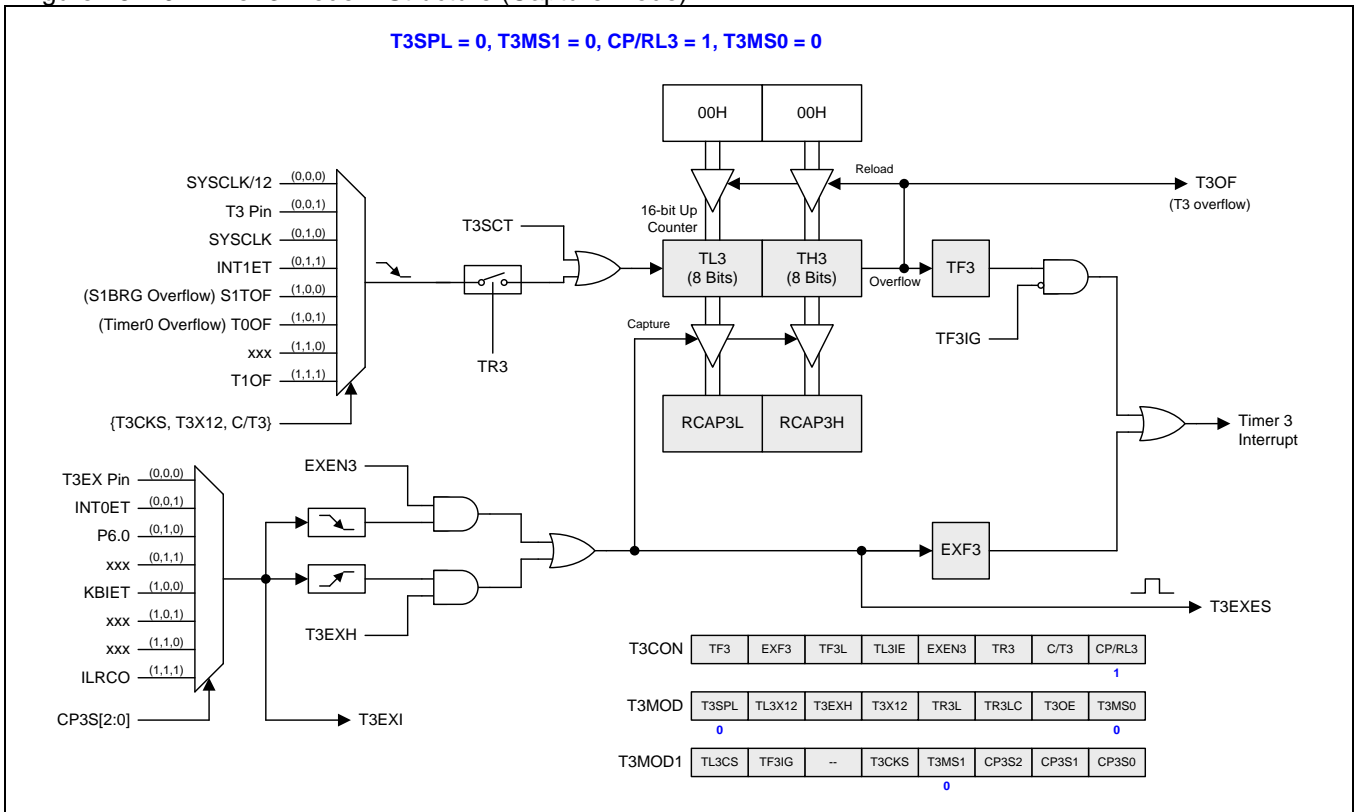 T3SPL = 0, T3MS1 = 0, CP/RL3 = 1, T3MS0 = 0
00H 00H
Reload
T3OF
(T3 overflow)
16-bit Up
Counter
SYSCLK/12 (0,0,0)
T3 Pin (0,0,1)
SYSCLK (0,1,0)
INT1ET (0,1,1)
(S1BRG Overflow) S1TOF (1,0,0)
(Timer0 Overflow) T0OF (1,0,1)
xxx (1,1,0)
T1OF (1,1,1)
{T3CKS, T3X12, C/T3}
T3SCT
TR3
TL3
(8 Bits)
TH3
(8 Bits)
Overflow
TF3
TF3IG
Capture
RCAP3L RCAP3H
Timer 3
Interrupt
T3EX Pin (0,0,0)
INT0ET (0,0,1)
P6.0 (0,1,0)
xxx (0,1,1)
KBIET (1,0,0)
xxx (1,0,1)
xxx (1,1,0)
ILRCO (1,1,1)
CP3S[2:0]
EXEN3
T3EXH
T3EXI
EXF3
T3EXES
T3CON TF3 EXF3 TF3L TL3IE EXEN3 TR3 C/T3 CP/RL3
1
T3MOD T3SPL TL3X12 T3EXH T3X12 TR3L TR3LC T3OE T3MS0
0 0
T3MOD1 TL3CS TF3IG -- T3CKS T3MS1 CP3S2 CP3S1 CP3S0
0